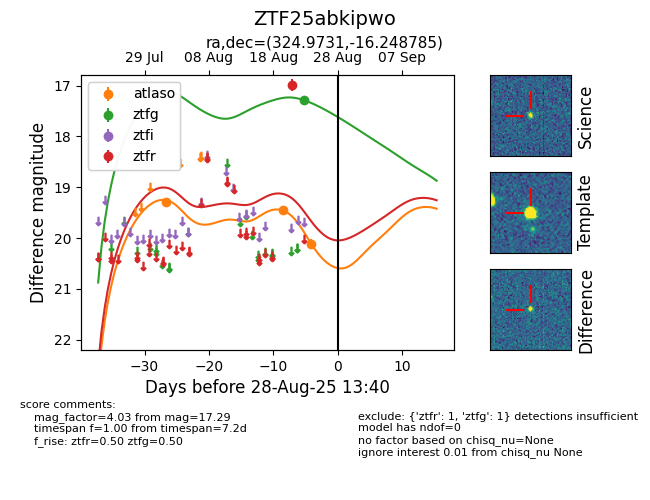 ZTF25abkipwo
ra,dec=(324.9731,-16.248785)
29 Jul 08 Aug 18 Aug 28 Aug 07 Sep
17
18
19
20
21
22
Difference magnitude
atlaso
ztfg
ztfi
ztfr
−30 −20 −10 0 10
Days before 28-Aug-25 13:40
Science
Template
Difference
score comments:
mag_factor=4.03 from mag=17.29
timespan f=1.00 from timespan=7.2d
f_rise: ztfr=0.50 ztfg=0.50
exclude: {'ztfr': 1, 'ztfg': 1} detections insufficient
model has ndof=0
no factor based on chisq_nu=None
ignore interest 0.01 from chisq_nu None